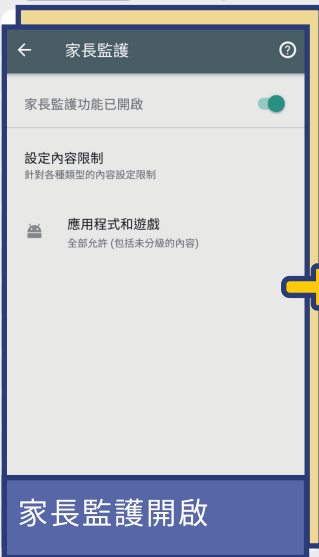 家長監護
家長監護功能已開啟
設定內容限制
針對各種類型的內容設定限制
應用程式和遊戲
全部允許 (包括未分級的內容)
家長監護開啟